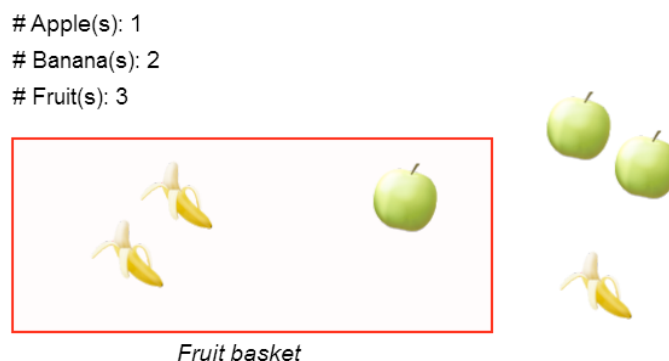 # Apple(s): 1
# Banana(s): 2
# Fruit(s): 3
Fruit basket